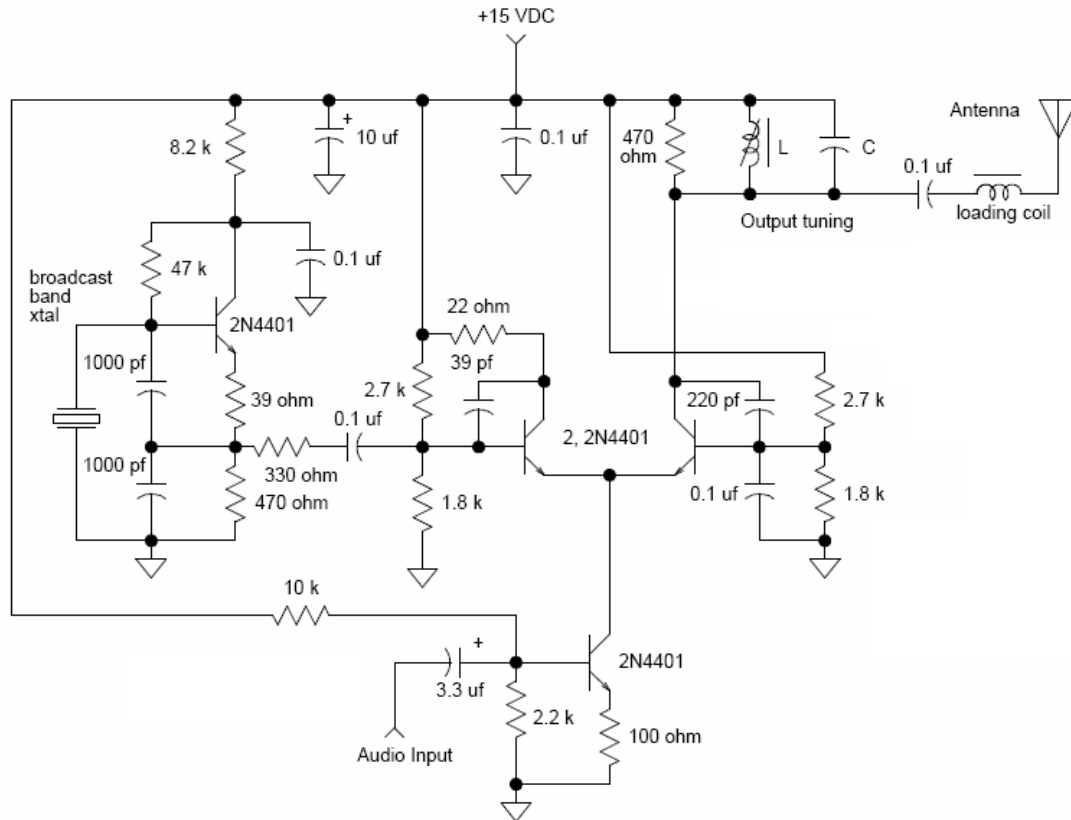 +15 VDC
Antenna
8.2 k
+
10 uf
0.1 uf
470
ohm
L
C
0.1 uf
loading coil
Output tuning
47 k
0.1 uf
broadcast
band
xtal
2N4401
22 ohm
39 pf
1000 pf
39 ohm
2.7 k
220 pf
2.7 k
0.1 uf
2, 2N4401
1000 pf
330 ohm
470 ohm
1.8 k
0.1 uf
1.8 k
10 k
+
3.3 uf
2N4401
2.2 k
100 ohm
Audio Input